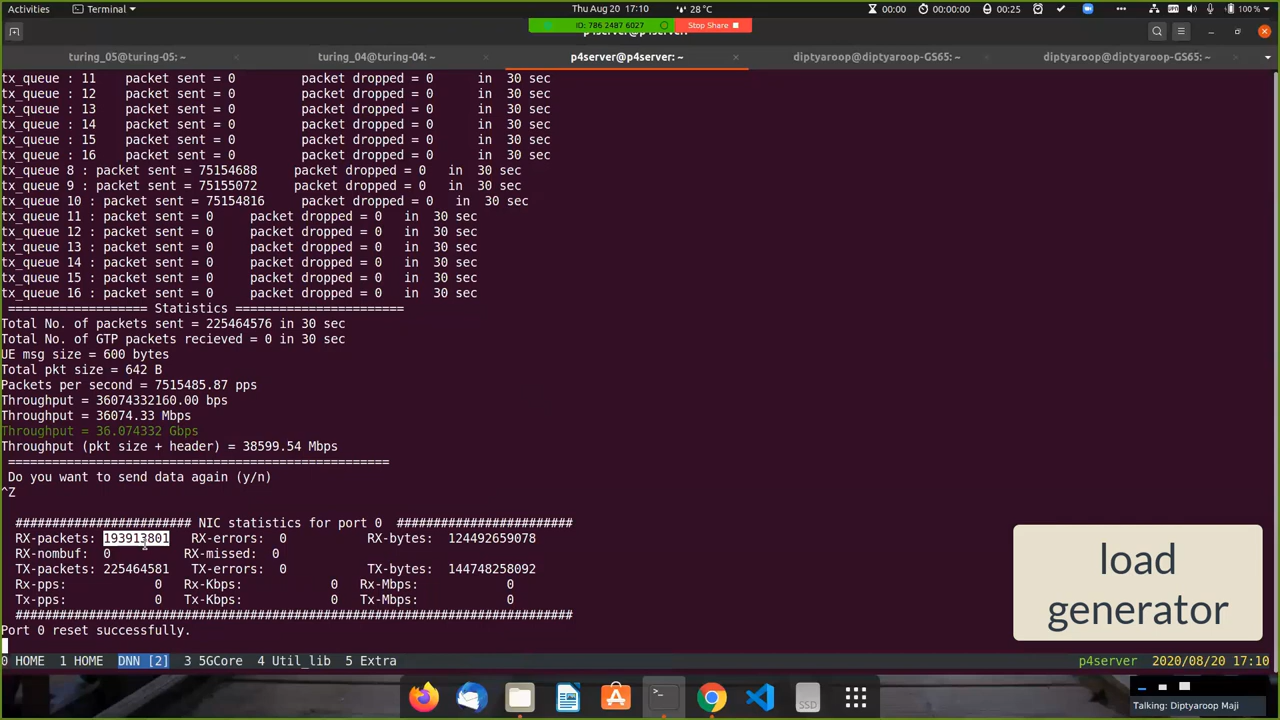 Activities Terminal Thu Aug 20 17:10 28 °C 00:00 00:00:00 00:25 100 %
ID: 786 2487 6027 Stop Share
p4server@p4server: ~
turing_05@turing-05: ~ turing_04@turing-04: ~ p4server@p4server: ~ diptyaroop@diptyaroop-GS65: ~ diptyaroop@diptyaroop-GS65: ~
tx_queue : 11 packet sent = 0 packet dropped = 0 in 30 sec
tx_queue : 12 packet sent = 0 packet dropped = 0 in 30 sec
tx_queue : 13 packet sent = 0 packet dropped = 0 in 30 sec
tx_queue : 14 packet sent = 0 packet dropped = 0 in 30 sec
tx_queue : 15 packet sent = 0 packet dropped = 0 in 30 sec
tx_queue : 16 packet sent = 0 packet dropped = 0 in 30 sec
tx_queue 8 : packet sent = 75154688 packet dropped = 0 in 30 sec
tx_queue 9 : packet sent = 75155072 packet dropped = 0 in 30 sec
tx_queue 10 : packet sent = 75154816 packet dropped = 0 in 30 sec
tx_queue 11 : packet sent = 0 packet dropped = 0 in 30 sec
tx_queue 12 : packet sent = 0 packet dropped = 0 in 30 sec
tx_queue 13 : packet sent = 0 packet dropped = 0 in 30 sec
tx_queue 14 : packet sent = 0 packet dropped = 0 in 30 sec
tx_queue 15 : packet sent = 0 packet dropped = 0 in 30 sec
tx_queue 16 : packet sent = 0 packet dropped = 0 in 30 sec
=================== Statistics =======================
Total No. of packets sent = 225464576 in 30 sec
Total No. of GTP packets recieved = 0 in 30 sec
UE msg size = 600 bytes
Total pkt size = 642 B
Packets per second = 7515485.87 pps
Throughput = 36074332160.00 bps
Throughput = 36074.33 Mbps
Throughput = 36.074332 Gbps
Throughput (pkt size + header) = 38599.54 Mbps
====================================================
Do you want to send data again (y/n)
^Z
######################## NIC statistics for port 0 ########################
RX-packets: 193913801 RX-errors: 0 RX-bytes: 124492659078
RX-nombuf: 0 RX-missed: 0
TX-packets: 225464581 TX-errors: 0 TX-bytes: 144748258092
Rx-pps: 0 Rx-Kbps: 0 Rx-Mbps: 0
Tx-pps: 0 Tx-Kbps: 0 Tx-Mbps: 0
############################################################################
Port 0 reset successfully.
load
generator
0 HOME 1 HOME DNN [2] 3 5GCore 4 Util_lib 5 Extra p4server 2020/08/20 17:10
SSD
Talking: Diptyaroop Maji